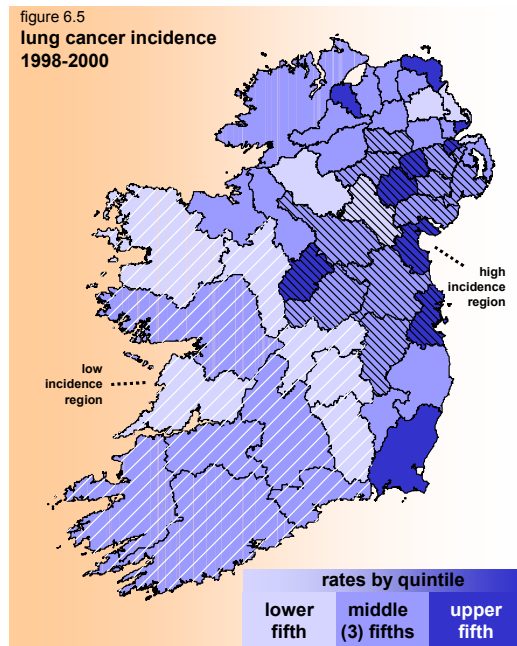 figure 6.5
lung cancer incidence
1998-2000
high
incidence
region
low
incidence
region
rates by quintile
lower
fifth
middle
(3) fifths
upper
fifth